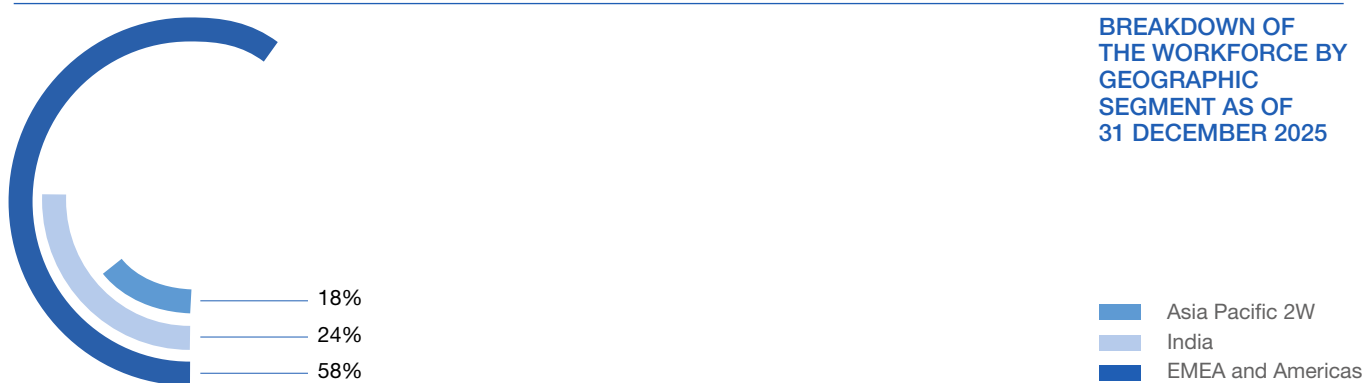 BREAKDOWN OF
THE WORKFORCE BY
GEOGRAPHIC
SEGMENT AS OF
31 DECEMBER 2025
18%
24%
58%
Asia Pacific 2W
India
EMEA and Americas